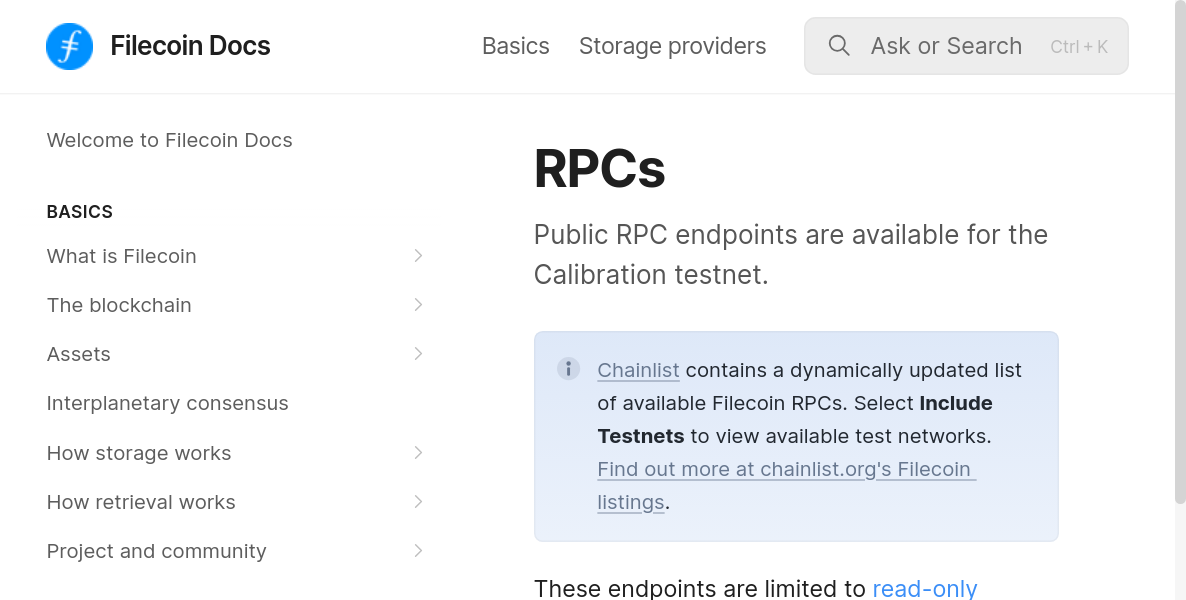 Filecoin Docs
Basics
Storage providers
Ask or Search
Ctrl + K
Welcome to Filecoin Docs
BASICS
What is Filecoin
The blockchain
Assets
Interplanetary consensus
How storage works
How retrieval works
Project and community
RPCs
Public RPC endpoints are available for the
Calibration testnet.
Chainlist contains a dynamically updated list
of available Filecoin RPCs. Select Include
Testnets to view available test networks.
Find out more at chainlist.org's Filecoin
listings.
These endpoints are limited to read-only